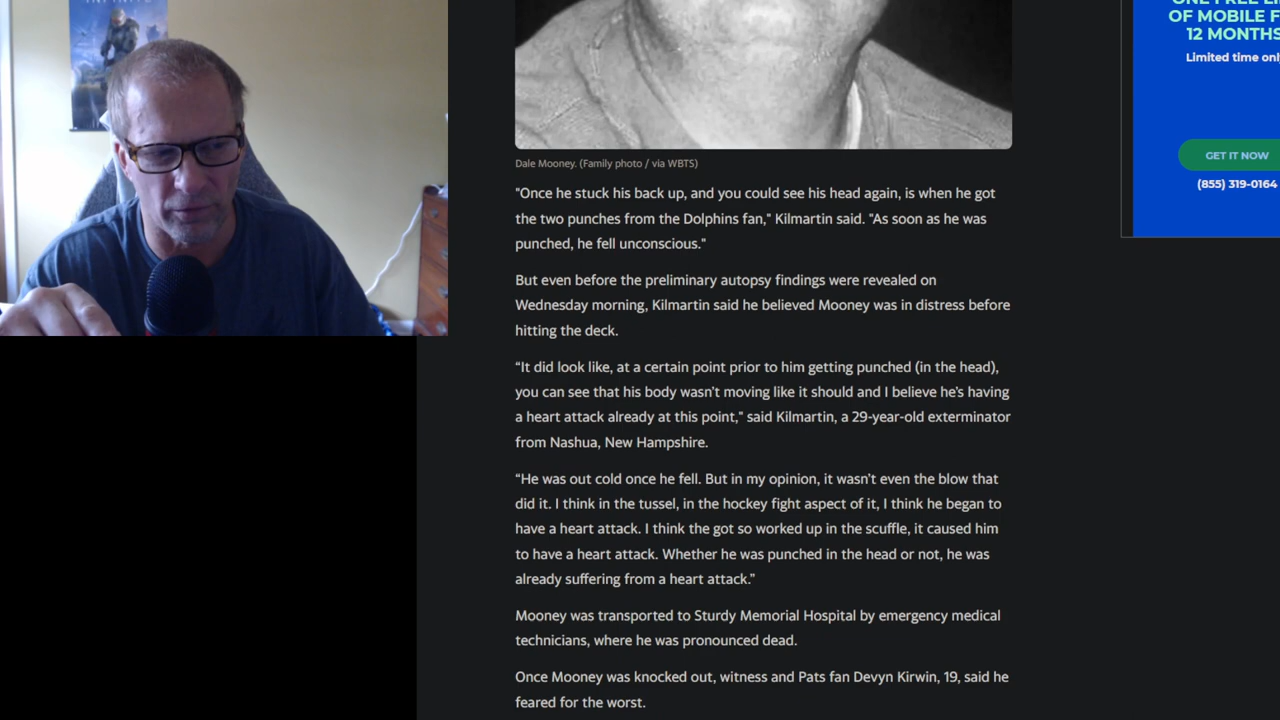 "Once he stuck his back up, and you could see his head again, is when he got
the two punches from the Dolphins fan," Kilmartin said. "As soon as he was
punched, he fell unconscious."
But even before the preliminary autopsy findings were revealed on
Wednesday morning, Kilmartin said he believed Mooney was in distress before
hitting the deck.
“It did look like, at a certain point prior to him getting punched (in the head),
you can see that his body wasn’t moving like it should and I believe he’s having
a heart attack already at this point,” said Kilmartin, a 29-year-old exterminator
from Nashua, New Hampshire.
“He was out cold once he fell. But in my opinion, it wasn’t even the blow that
did it. I think in the tussel, in the hockey fight aspect of it, I think he began to
have a heart attack. I think the got so worked up in the scuffle, it caused him
to have a heart attack. Whether he was punched in the head or not, he was
already suffering from a heart attack.”
Mooney was transported to Sturdy Memorial Hospital by emergency medical
technicians, where he was pronounced dead.
Once Mooney was knocked out, witness and Pats fan Devyn Kirwin, 19, said he
feared for the worst.
Dale Mooney. (Family photo / via WBTS)
OF MOBILE F
12 MONTHS
Limited time only
GET IT NOW
(855) 319-0164